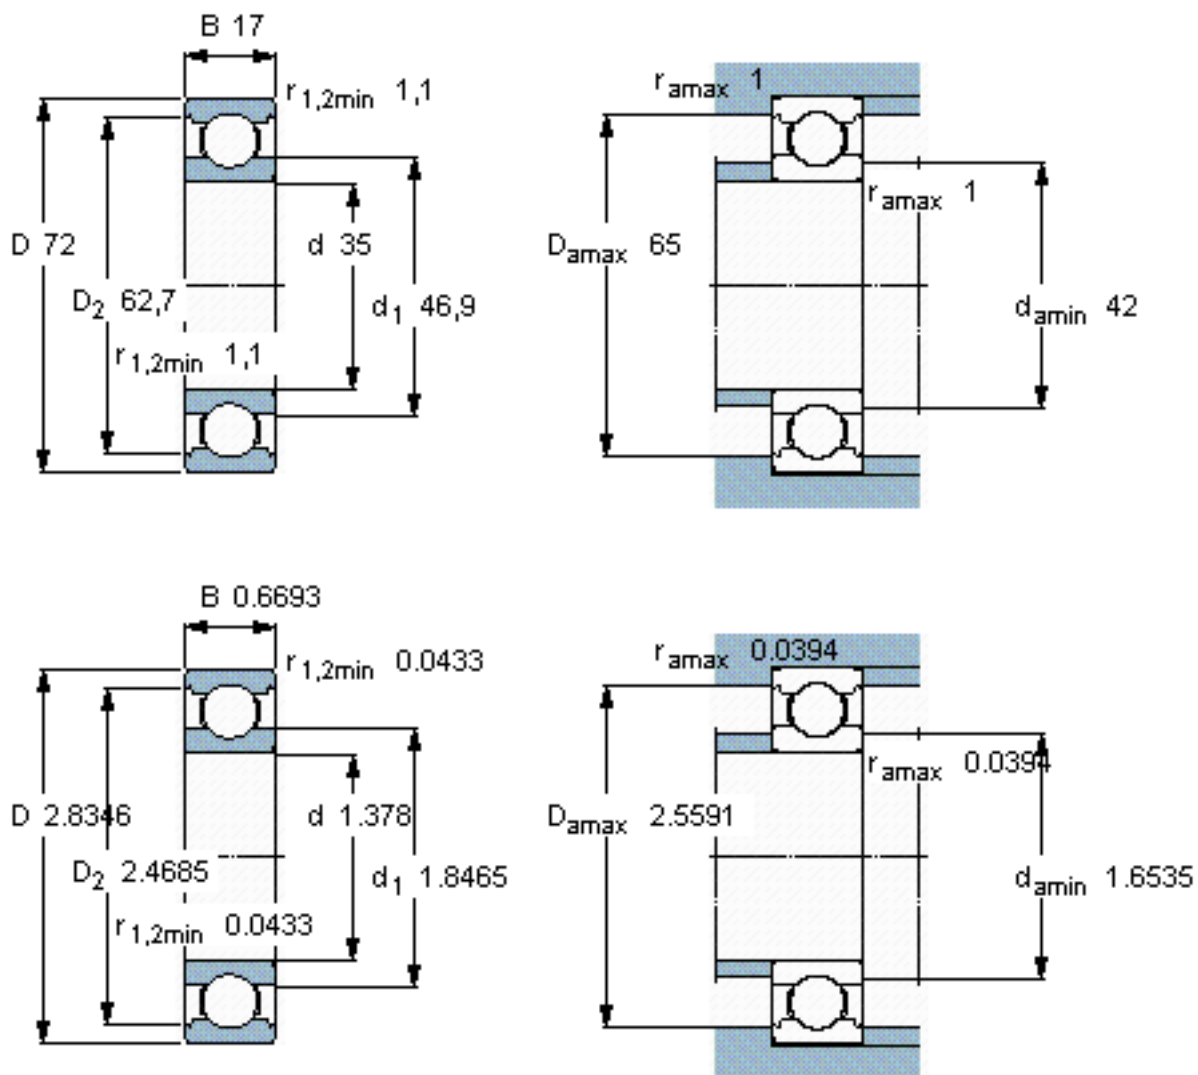 B 17
r1,2min 1,1
ramax 1
ramax 1
D 72
d 35
Damax 65
D2 62,7
d1 46,9
damin 42
r1,2min 1,1
B 0.6693
r1,2min 0.0433
ramax 0.0394
ramax 0.0394
D 2.8346
d 1.378
Damax 2.5591
D2 2.4685
d1 1.8465
damin 1.6535
r1,2min 0.0433